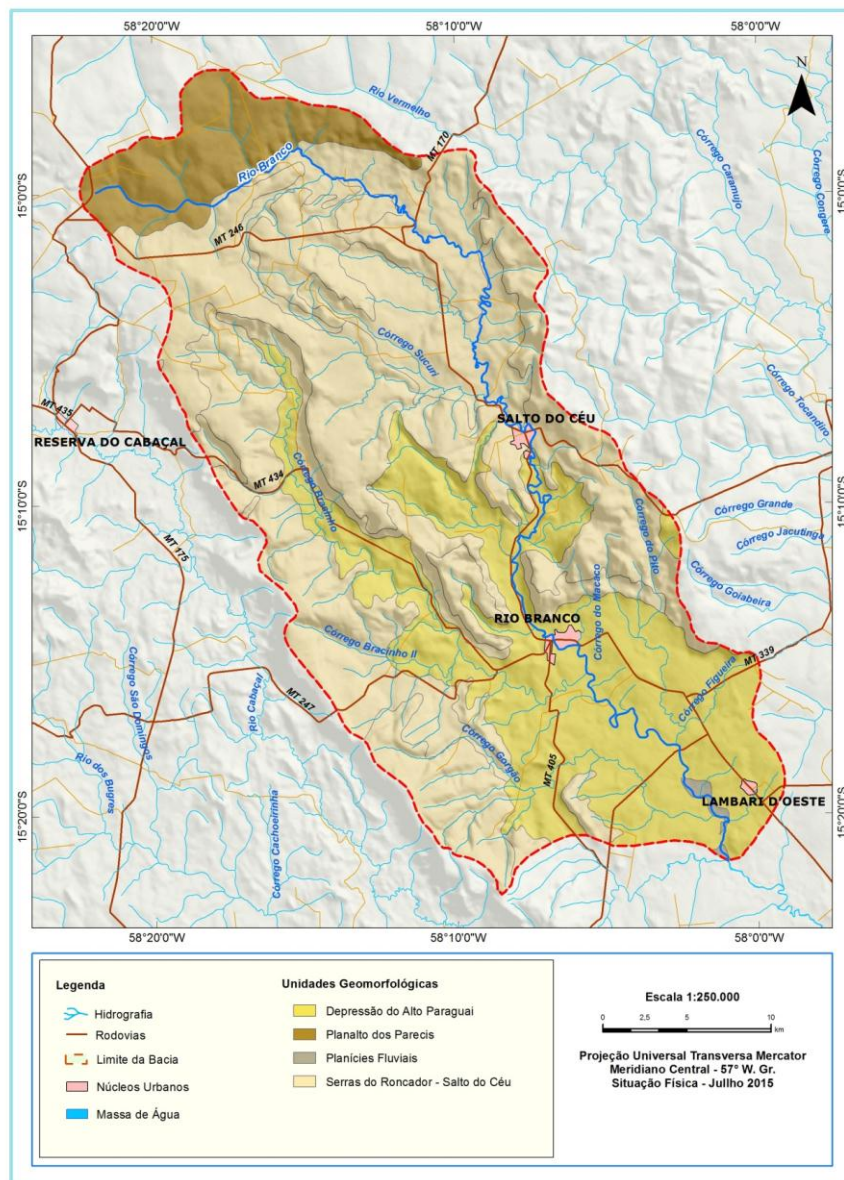 58°20'0"W
58°10'0"W
58°0'0"W
N
Rio Vermelho
MT 170
Córrego Caramujo
Córrego Congere
Rio Branco
15°0'0"S
15°0'0"S
MT 246
Córrego Sucuri
Córrego Tocandiro
MT 435
SALTO DO CÉU
RESERVA DO CABAÇAL
Córrego Bracinho
MT 434
15°10'0"S
15°10'0"S
Córrego Grande
Córrego Jacutinga
MT 175
Córrego do Pito
Córrego Goiabeira
Córrego do Macaco
RIO BRANCO
Córrego Bracinho II
MT 339
Córrego São Domingos
Rio Cabaçal
MT 247
Córrego Figueira
Córrego Gorgão
Rio dos Bugres
MT 405
Córrego Cachoeirinha
LAMBARI D'OESTE
15°20'0"S
15°20'0"S
58°20'0"W
58°10'0"W
58°0'0"W
Legenda
Hidrografia
Rodovias
Limite da Bacia
Núcleos Urbanos
Massa de Água
Unidades Geomorfológicas
Depressão do Alto Paraguai
Planalto dos Parecis
Planícies Fluviais
Serras do Roncador - Salto do Céu
Escala 1:250.000
0 2,5 5 10
km
Projeção Universal Transversa Mercator
Meridiano Central - 57° W. Gr.
Situação Física - Jullho 2015